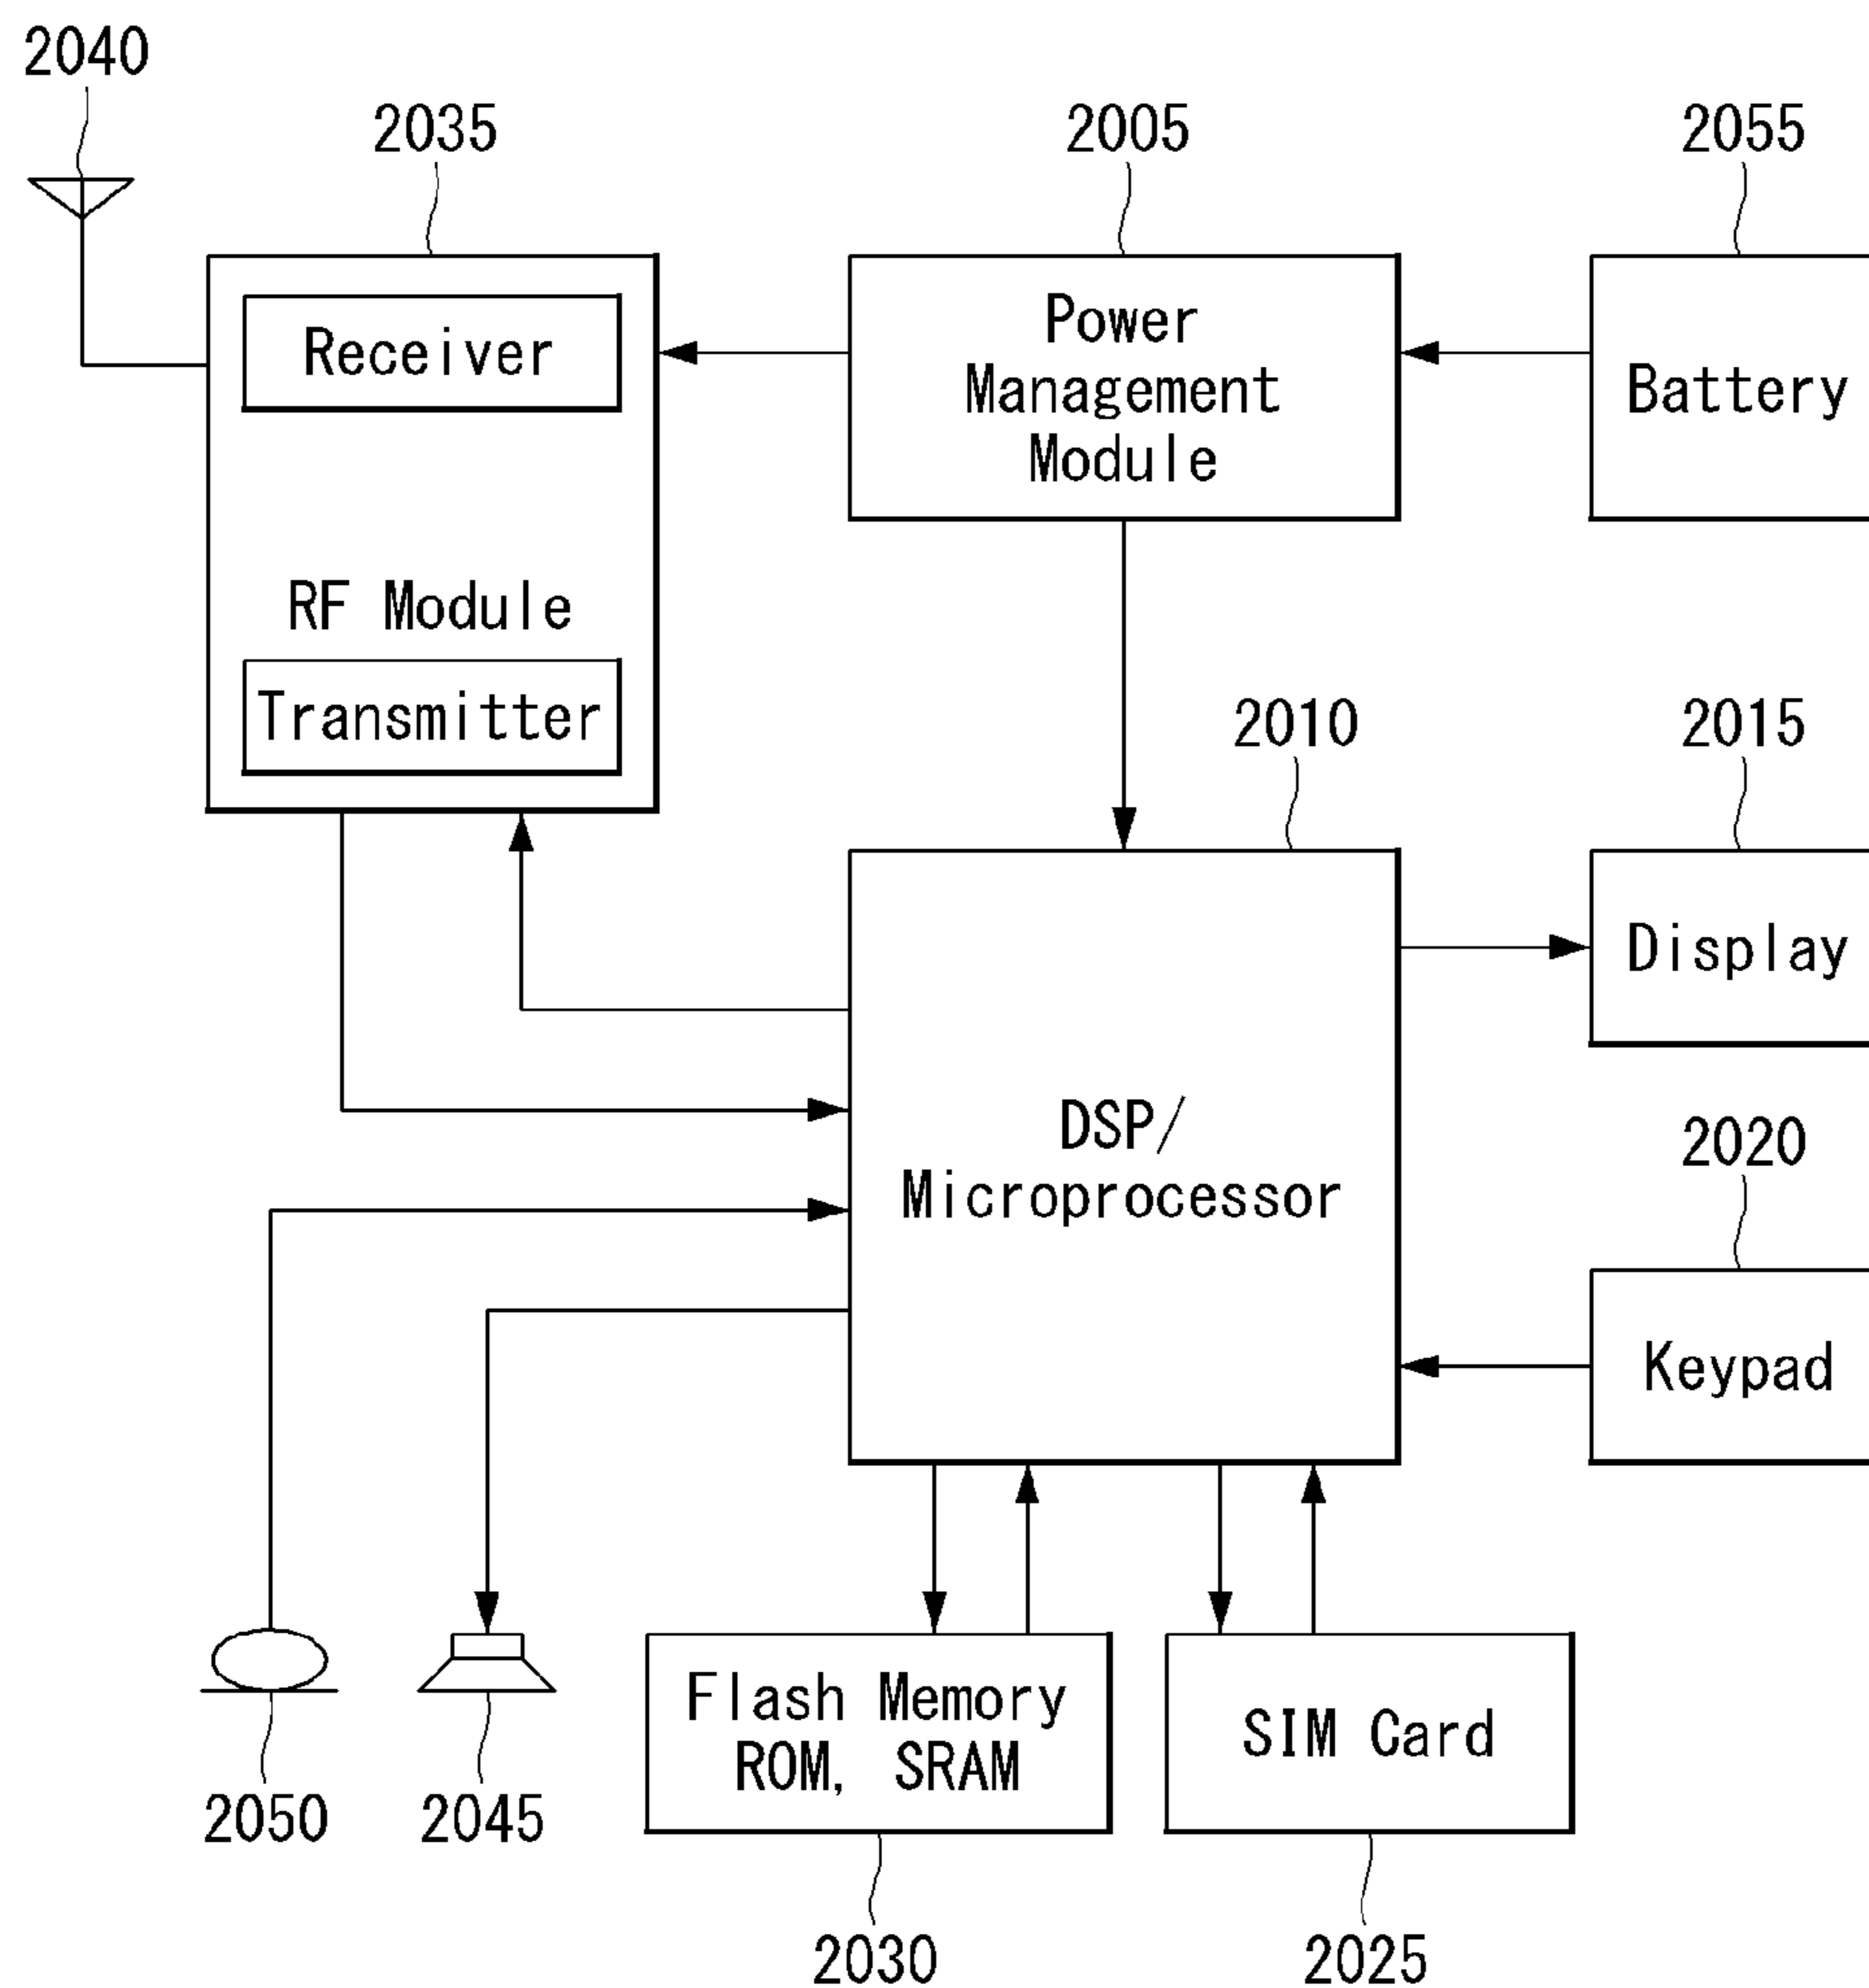 2040
2035
2005
2055
Receiver
RF Module
Transmitter
Power
Management
Module
Battery
2010
2015
DSP/
Microprocessor
Display
2020
Keypad
Flash Memory
ROM, SRAM
SIM Card
2050
2045
2030
2025